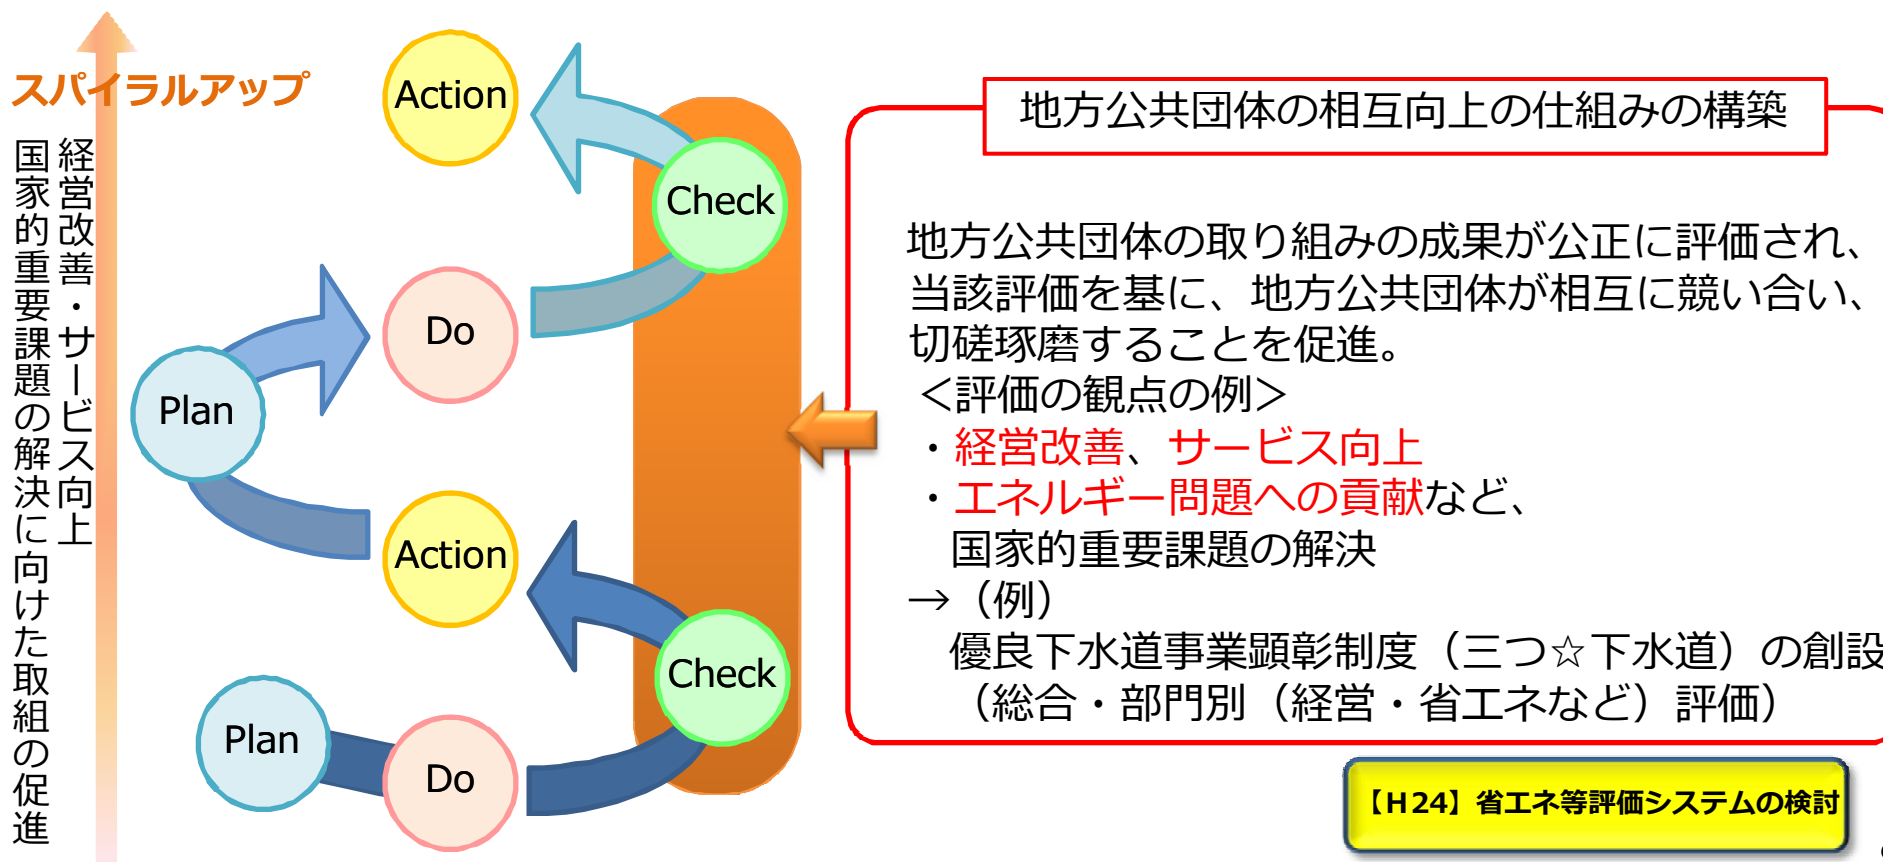 スパイラルアップ
経営改善・サービス向上
国家的重要課題の解決に向けた取組の促進
Action
Check
Do
Plan
Action
Check
Plan
Do
地方公共団体の相互向上の仕組みの構築
地方公共団体の取り組みの成果が公正に評価され、
当該評価を基に、地方公共団体が相互に競い合い、
切磋琢磨することを促進。
＜評価の観点の例＞
・経営改善、サービス向上
・エネルギー問題への貢献など、
国家的重要課題の解決
→（例）
優良下水道事業顕彰制度（三つ☆下水道）の創設
（総合・部門別（経営・省エネなど）評価）
【H24】省エネ等評価システムの検討